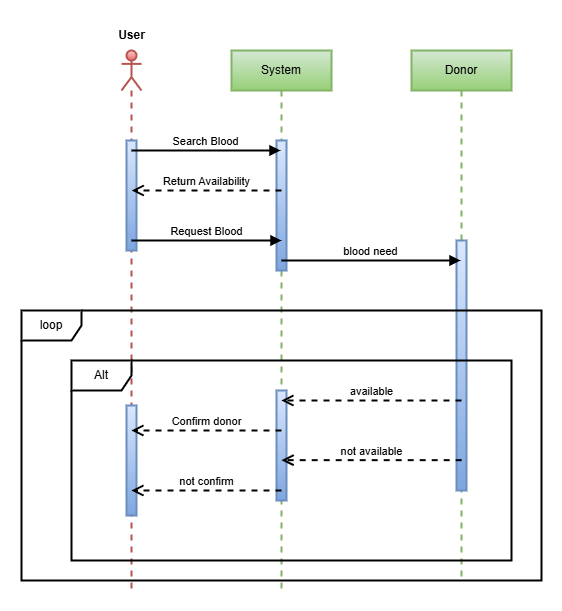 User
System
Donor
Search Blood
Return Availability
Request Blood
blood need
loop
Alt
available
Confirm donor
not available
not confirm